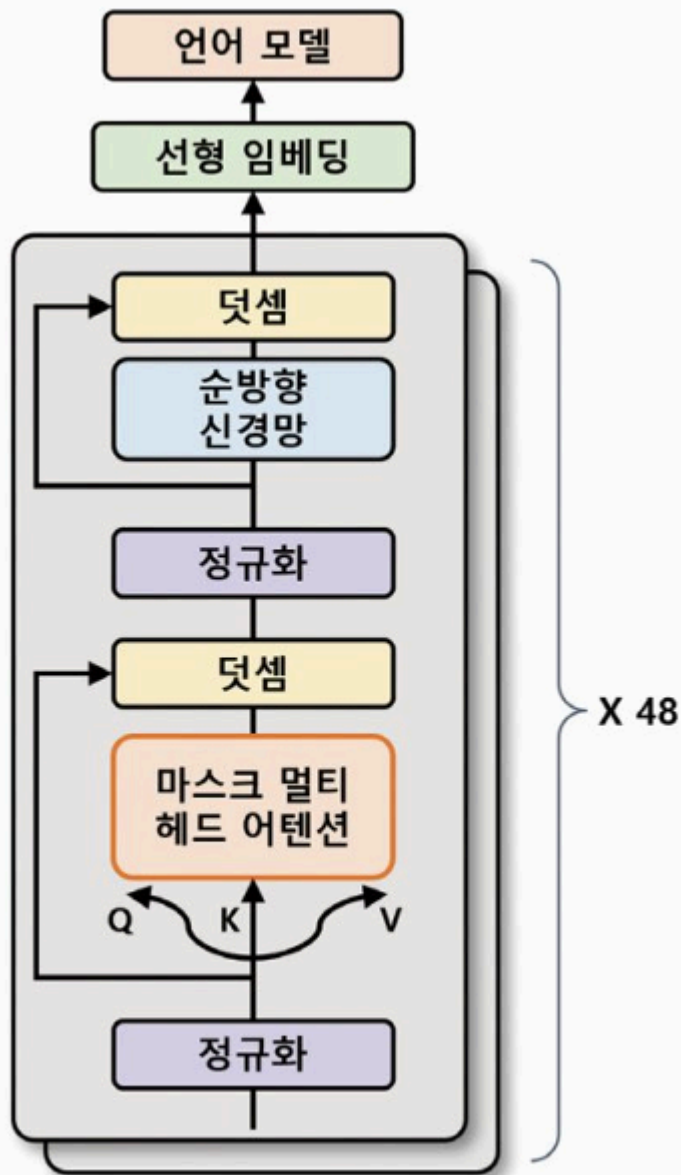 언어 모델
선형 임베딩
덧셈
순방향
신경망
정규화
덧셈
X 48
마스크 멀티
헤드 어텐션
Q K V
정규화